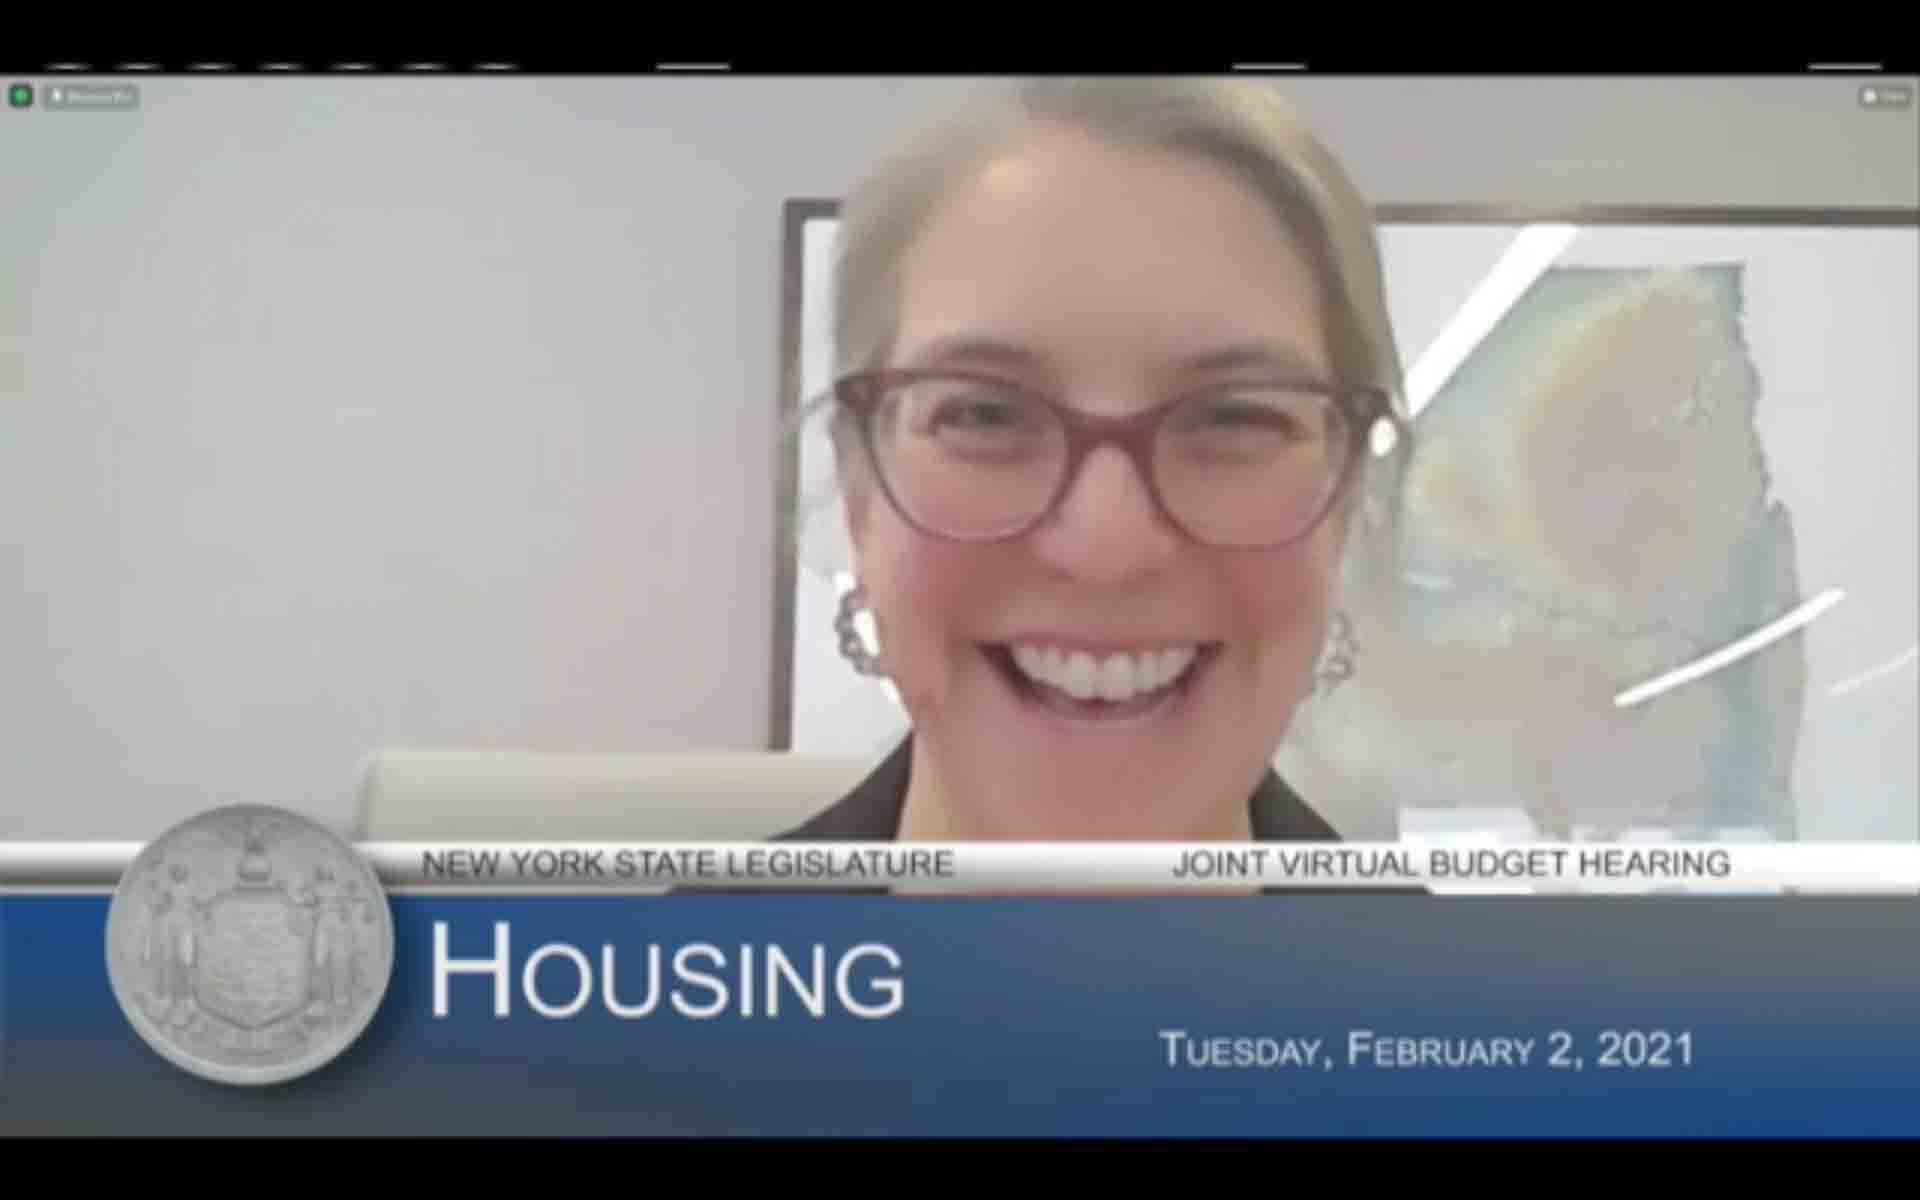 NEW YORK STATE LEGISLATURE JOINT VIRTUAL BUDGET HEARING
HOUSING
TUESDAY, FEBRUARY 2, 2021